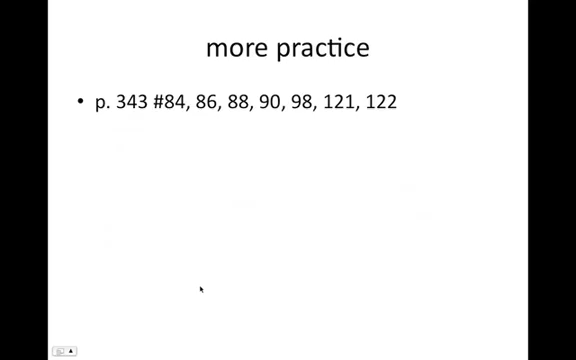 more practice
• p. 343 #84, 86, 88, 90, 98, 121, 122